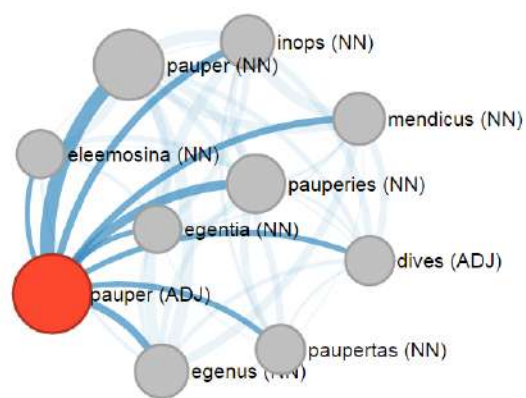 inops (NN)
pauper (NN)
mendicus (NN)
eleemosina (NN)
pauperies (NN)
egentia (NN)
dives (ADJ)
pauper (ADJ)
paupertas (NN)
egenus (NN)